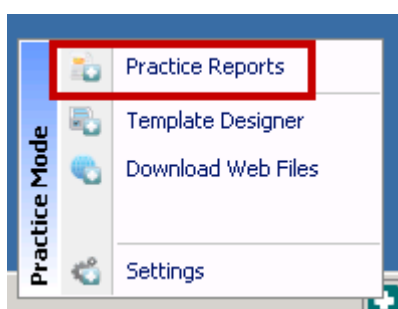 Practice Mode
Practice Reports
Template Designer
Download Web Files
Settings